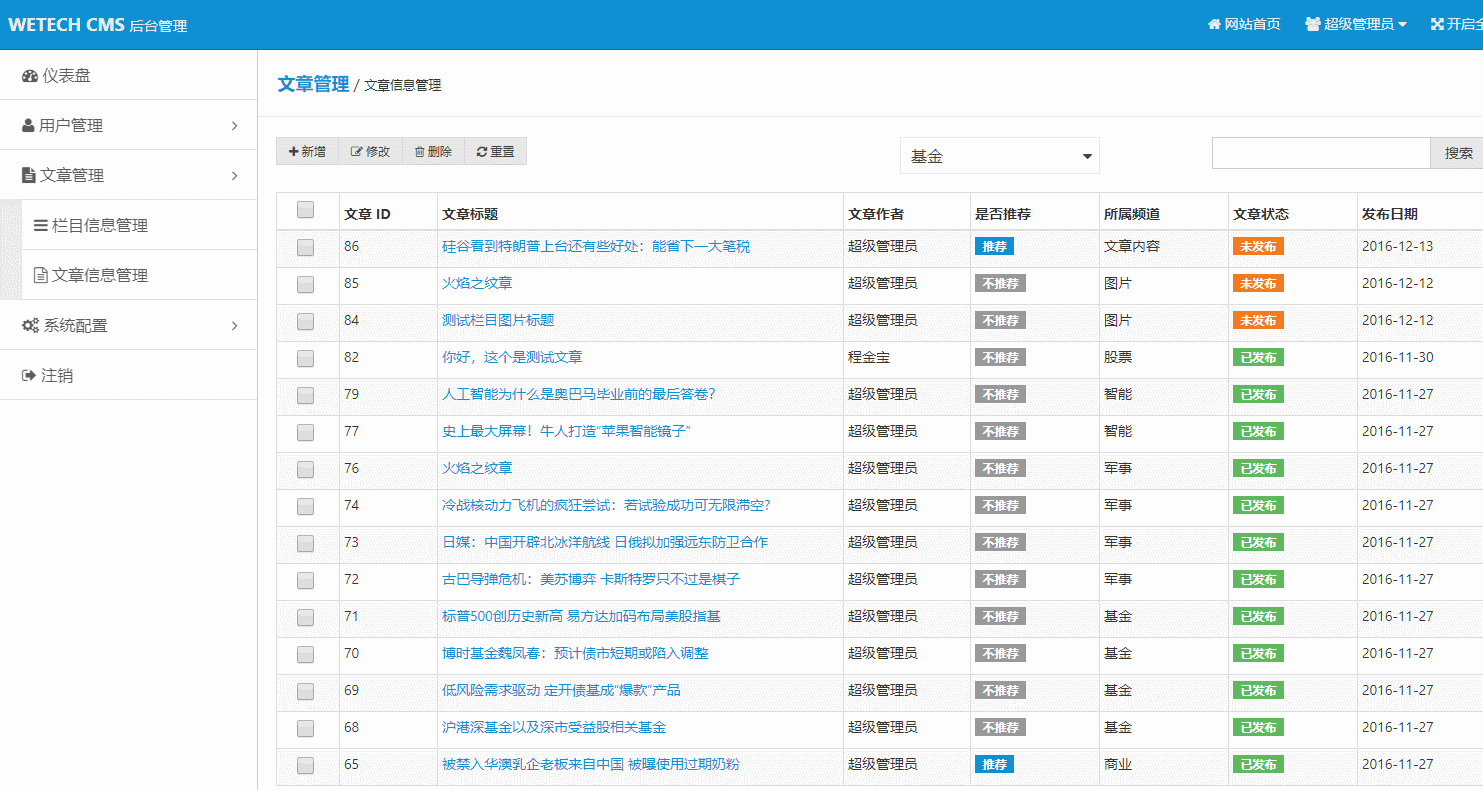 WETECH CMS 后台管理 网站首页 超级管理员 开启全
仪表盘
用户管理
文章管理
栏目信息管理
文章信息管理
系统配置
注销
文章管理 / 文章信息管理
新增 修改 删除 重置 基金 搜索
文章 ID 文章标题 文章作者 是否推荐 所属频道 文章状态 发布日期
86 硅谷看到特朗普上台还有些好处：能省下一大笔税 超级管理员 推荐 文章内容 未发布 2016-12-13
85 火焰之纹章 超级管理员 不推荐 图片 未发布 2016-12-12
84 测试栏目图片标题 超级管理员 不推荐 图片 未发布 2016-12-12
82 你好，这个是测试文章 程金宝 不推荐 股票 已发布 2016-11-30
79 人工智能为什么是奥巴马毕业前的最后答卷? 超级管理员 不推荐 智能 已发布 2016-11-27
77 史上最大屏幕！牛人打造“苹果智能镜子” 超级管理员 不推荐 智能 已发布 2016-11-27
76 火焰之纹章 超级管理员 不推荐 军事 已发布 2016-11-27
74 冷战核动力飞机的疯狂尝试：若试验成功可无限滞空? 超级管理员 不推荐 军事 已发布 2016-11-27
73 日媒：中国开辟北冰洋航线 日俄拟加强远东防卫合作 超级管理员 不推荐 军事 已发布 2016-11-27
72 古巴导弹危机：美苏博弈 卡斯特罗只不过是棋子 超级管理员 不推荐 军事 已发布 2016-11-27
71 标普500创历史新高 易方达加码布局美股指基 超级管理员 不推荐 基金 已发布 2016-11-27
70 博时基金魏凤春：预计债市短期或陷入调整 超级管理员 不推荐 基金 已发布 2016-11-27
69 低风险需求驱动 定开债基成“爆款”产品 超级管理员 不推荐 基金 已发布 2016-11-27
68 沪港深基金以及深市受益股相关基金 超级管理员 不推荐 基金 已发布 2016-11-27
65 被禁入华澳乳企老板来自中国 被曝使用过期奶粉 超级管理员 推荐 商业 已发布 2016-11-27